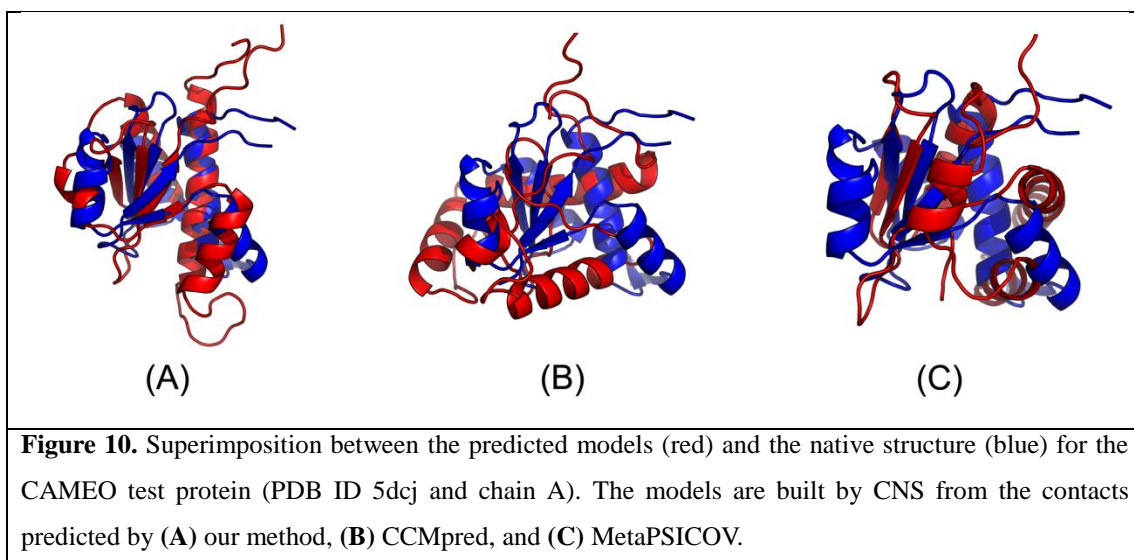 (A) (B) (C)
Figure 10. Superimposition between the predicted models (red) and the native structure (blue) for the
CAMEO test protein (PDB ID 5dcj and chain A). The models are built by CNS from the contacts
predicted by (A) our method, (B) CCMpred, and (C) MetaPSICOV.